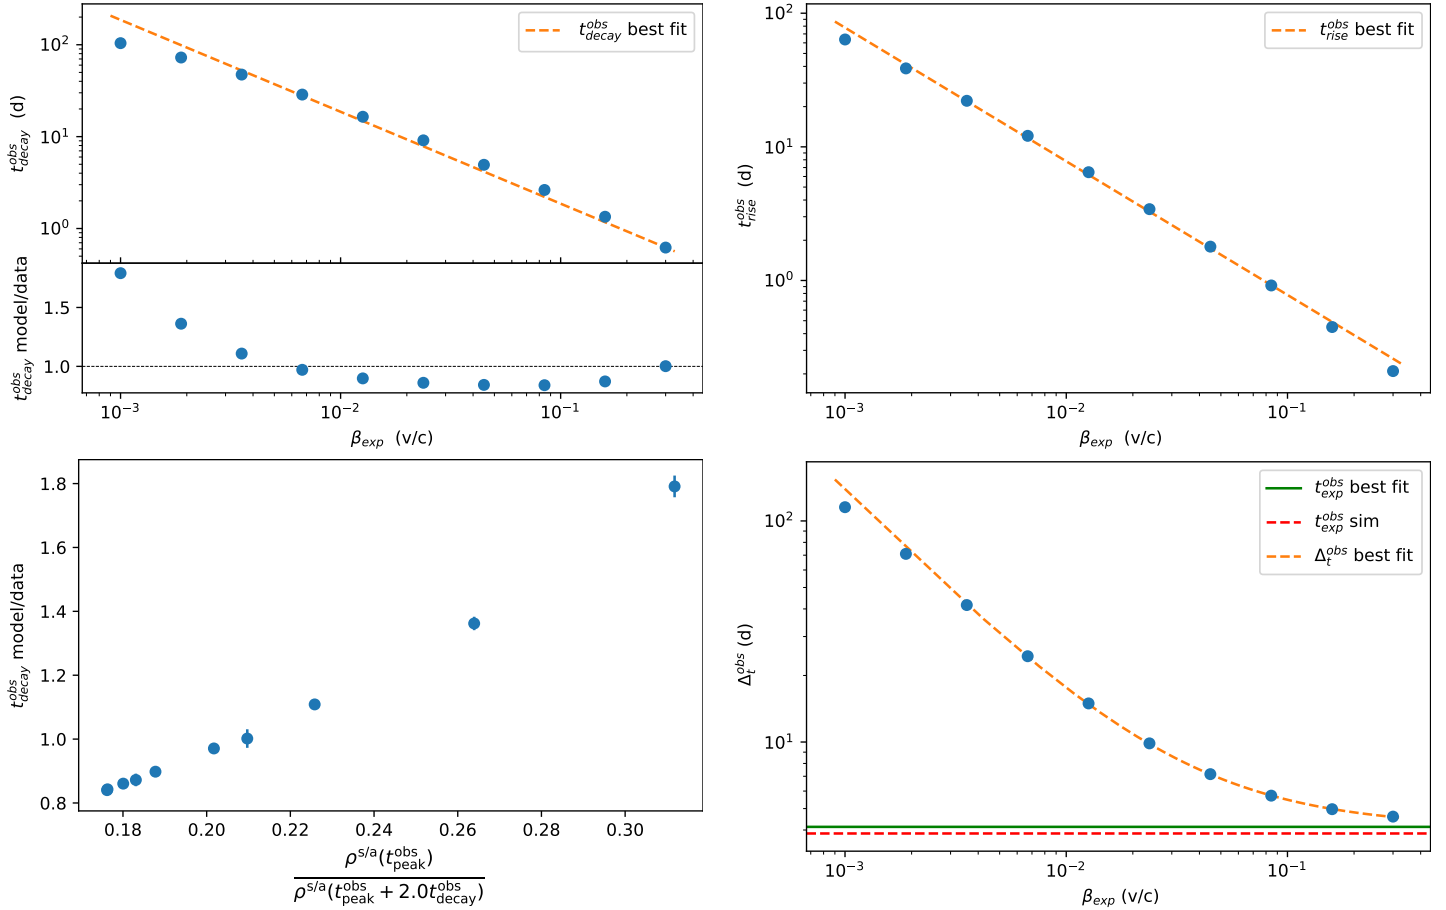 t_decay^obs (d)
10^2
10^1
10^0
t_decay^obs best fit
t_decay^obs model/data
1.5
1.0
10^−3 10^−2 10^−1
β_exp (v/c)
t_rise^obs (d)
10^2
10^1
10^0
t_rise^obs best fit
10^−3 10^−2 10^−1
β_exp (v/c)
t_decay^obs model/data
1.8
1.6
1.4
1.2
1.0
0.8
0.18 0.20 0.22 0.24 0.26 0.28 0.30
ρ^s/a(t_peak^obs)
ρ^s/a(t_peak^obs + 2.0t_decay^obs)
Δ_t^obs (d)
10^2
10^1
t_exp^obs best fit
t_exp^obs sim
Δ_t^obs best fit
10^−3 10^−2 10^−1
β_exp (v/c)